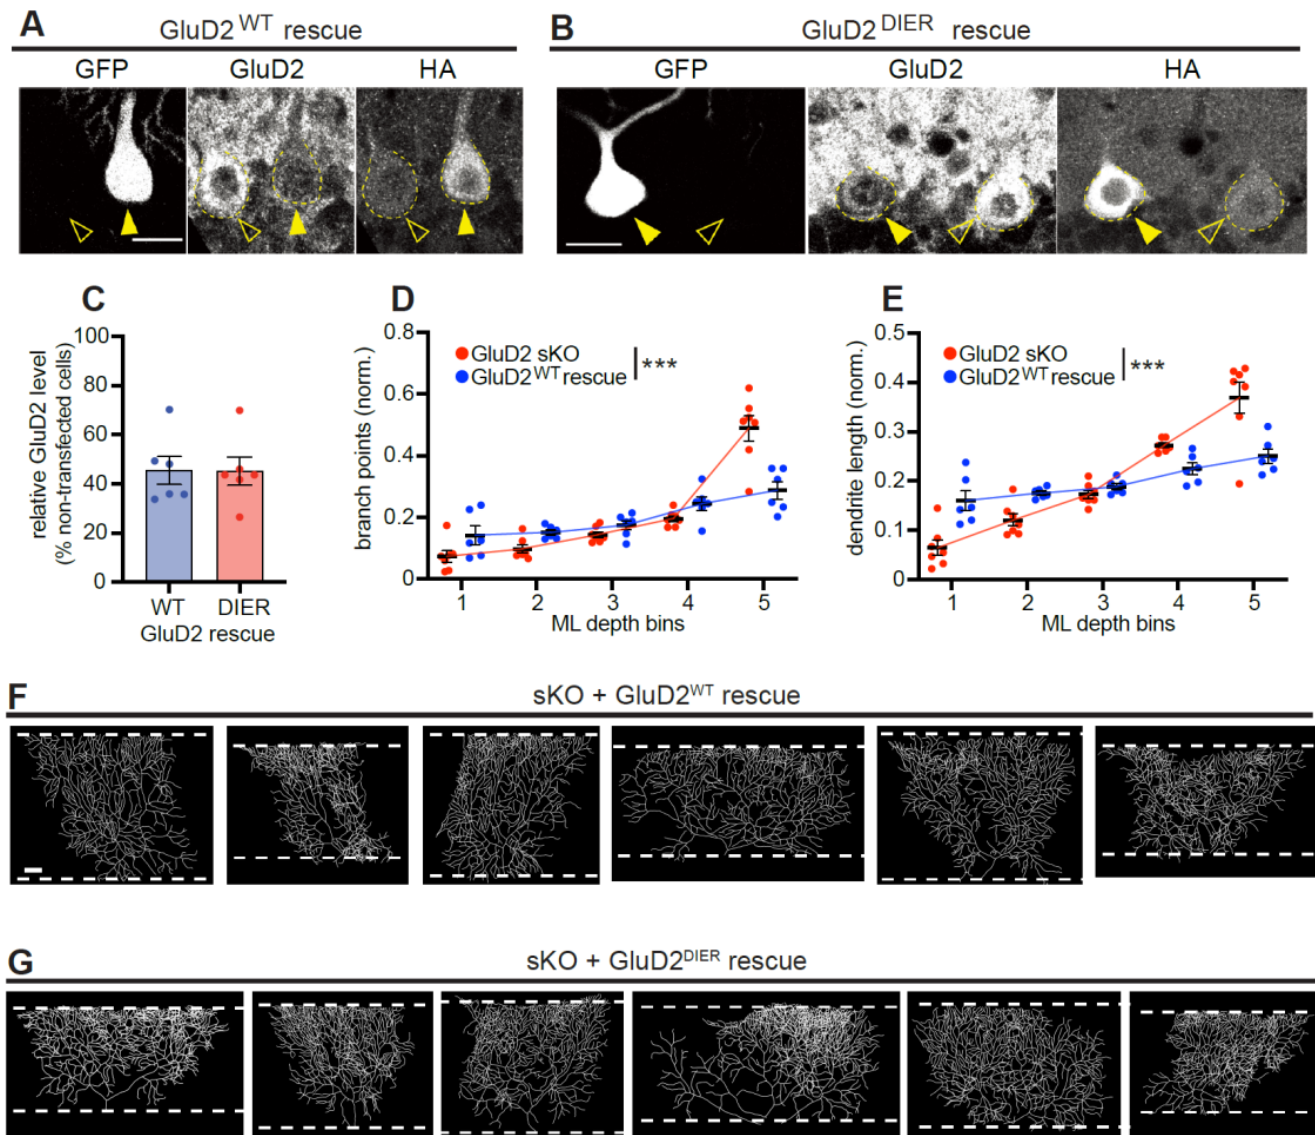 A GluD2 WT rescue
GFP GluD2 HA
B GluD2 DIER rescue
GFP GluD2 HA
C
relative GluD2 level
(% non-transfected cells)
100
80
60
40
20
0
WT DIER
GluD2 rescue
D
branch points (norm.)
0.8
0.6
0.4
0.2
0
GluD2 sKO
GluD2 WT rescue
***
1 2 3 4 5
ML depth bins
E
dendrite length (norm.)
0.5
0.4
0.3
0.2
0.1
0
GluD2 sKO
GluD2 WT rescue
***
1 2 3 4 5
ML depth bins
F sKO + GluD2WT rescue
G sKO + GluD2DIER rescue